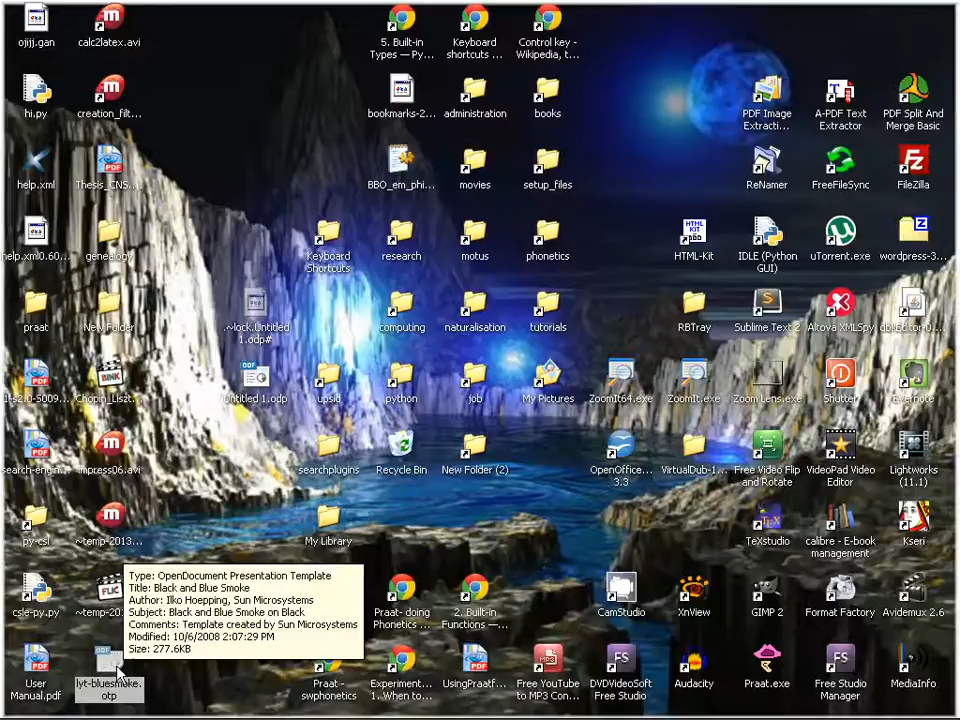 ojijj.gan
calc2latex.avi
5. Built-in
Types — Py...
Keyboard
shortcuts ...
Control key -
Wikipedia, t...
hi.py
creation_filt...
bookmarks-2...
administration
books
PDF Image
Extracti...
A-PDF Text
Extractor
PDF Split And
Merge Basic
help.xml
Thesis_CNS...
BBO_em_phi...
movies
setup_files
ReNamer
FreeFileSync
FileZilla
help.xml0.60...
genealogy
Keyboard
Shortcuts
research
motus
phonetics
HTML-Kit
IDLE (Python
GUI)
uTorrent.exe
wordpress-3...
praat
New Folder
.~lock.Untitled
1.odp#
computing
naturalisation
tutorials
RBTray
Sublime Text 2
Altova XMLSpy
Untitled 1.odp
Chopin_Liszt...
upsid
python
job
My Pictures
ZoomIt64.exe
ZoomIt.exe
Zoom Lens.exe
Shutter
Evernote
search-engin...
impress06.avi
searchplugins
Recycle Bin
New Folder (2)
OpenOffice...
3.3
VirtualDub-1...
Free Video Flip
and Rotate
VideoPad Video
Editor
Lightworks
(11.1)
py-csl
~temp-2013...
My Library
TeXstudio
calibre - E-book
management
Kseri
csle-py.py
~temp-201
Type: OpenDocument Presentation Template
Title: Black and Blue Smoke
Author: Ilko Hoepping, Sun Microsystems
Subject: Black and Blue Smoke on Black
Comments: Template created by Sun Microsystems
Modified: 10/6/2008 2:07:29 PM
Size: 277.6KB
Praat- doing
Phonetics ...
2. Built-in
Functions —...
CamStudio
XnView
GIMP 2
Format Factory
Avidemux 2.6
User
Manual.pdf
lyt-bluesmoke.
otp
Praat -
swphonetics
Experiment...
1. When to...
UsingPraatf...
Free YouTube
to MP3 Con...
DVDVideoSoft
Free Studio
Audacity
Praat.exe
Free Studio
Manager
MediaInfo